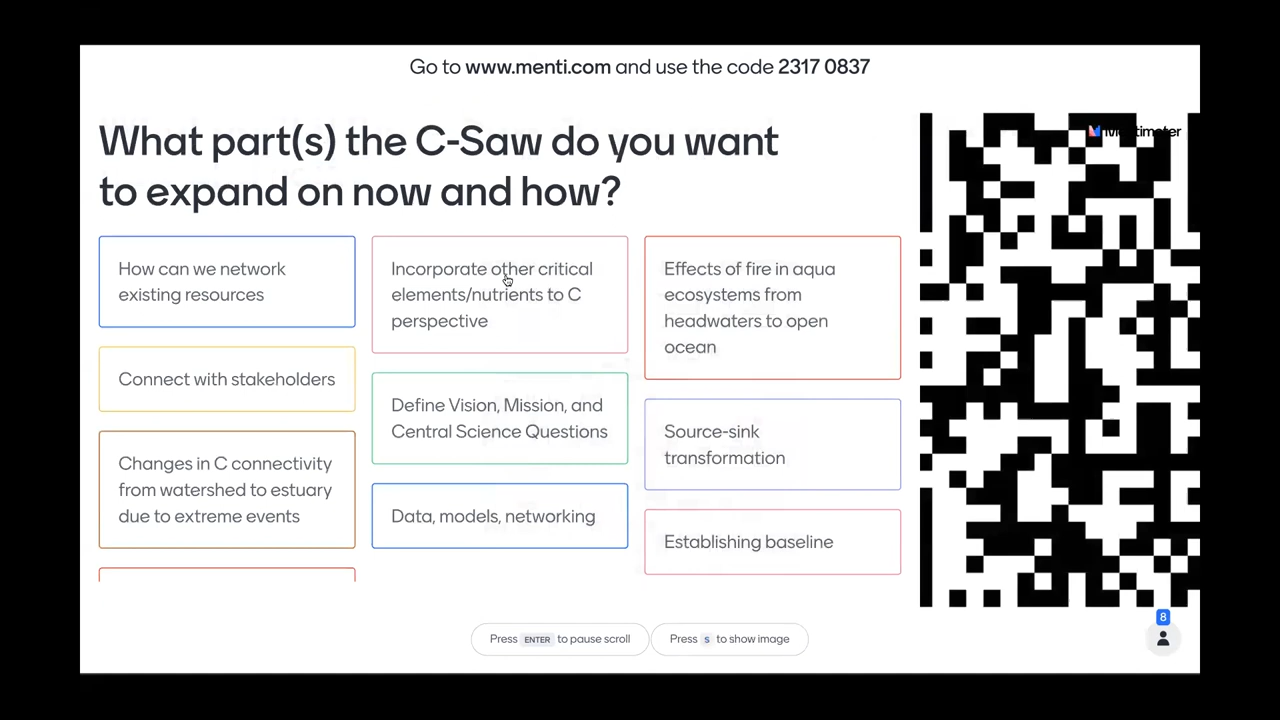 Go to www.menti.com and use the code 2317 0837
Mentimeter
What part(s) the C-Saw do you want
to expand on now and how?
How can we network
existing resources
Connect with stakeholders
Changes in C connectivity
from watershed to estuary
due to extreme events
Incorporate other critical
elements/nutrients to C
perspective
Define Vision, Mission, and
Central Science Questions
Data, models, networking
Effects of fire in aqua
ecosystems from
headwaters to open
ocean
Source-sink
transformation
Establishing baseline
Press ENTER to pause scroll
Press S to show image
8